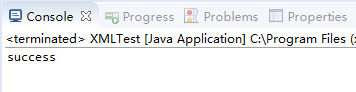 Console Progress Problems Properties
<terminated> XMLTest [Java Application] C:\Program Files (
success